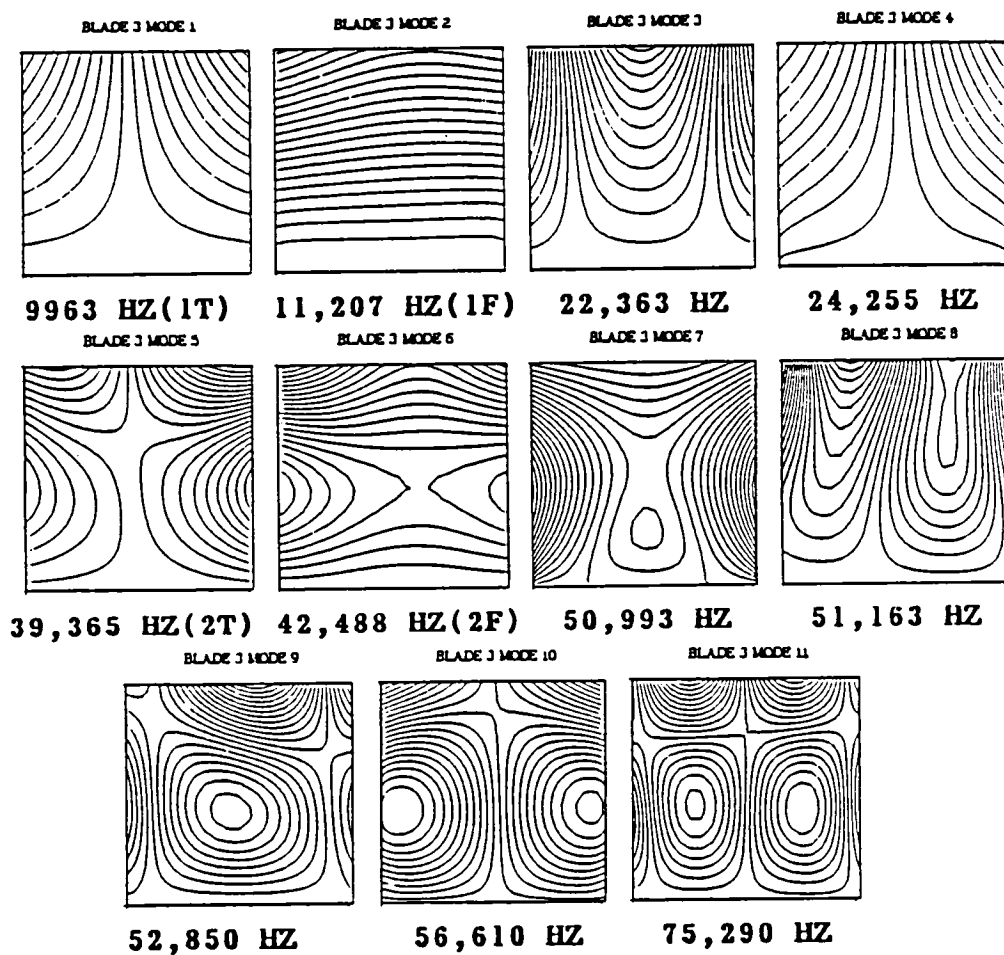 BLADE 3 MODE 1
BLADE 3 MODE 2
BLADE 3 MODE 3
BLADE 3 MODE 4
9963 HZ(1T)
11,207 HZ(1F)
22,363 HZ
24,255 HZ
BLADE 3 MODE 5
BLADE 3 MODE 6
BLADE 3 MODE 7
BLADE 3 MODE 8
39,365 HZ(2T)
42,488 HZ(2F)
50,993 HZ
51,163 HZ
BLADE 3 MODE 9
BLADE 3 MODE 10
BLADE 3 MODE 11
52,850 HZ
56,610 HZ
75,290 HZ